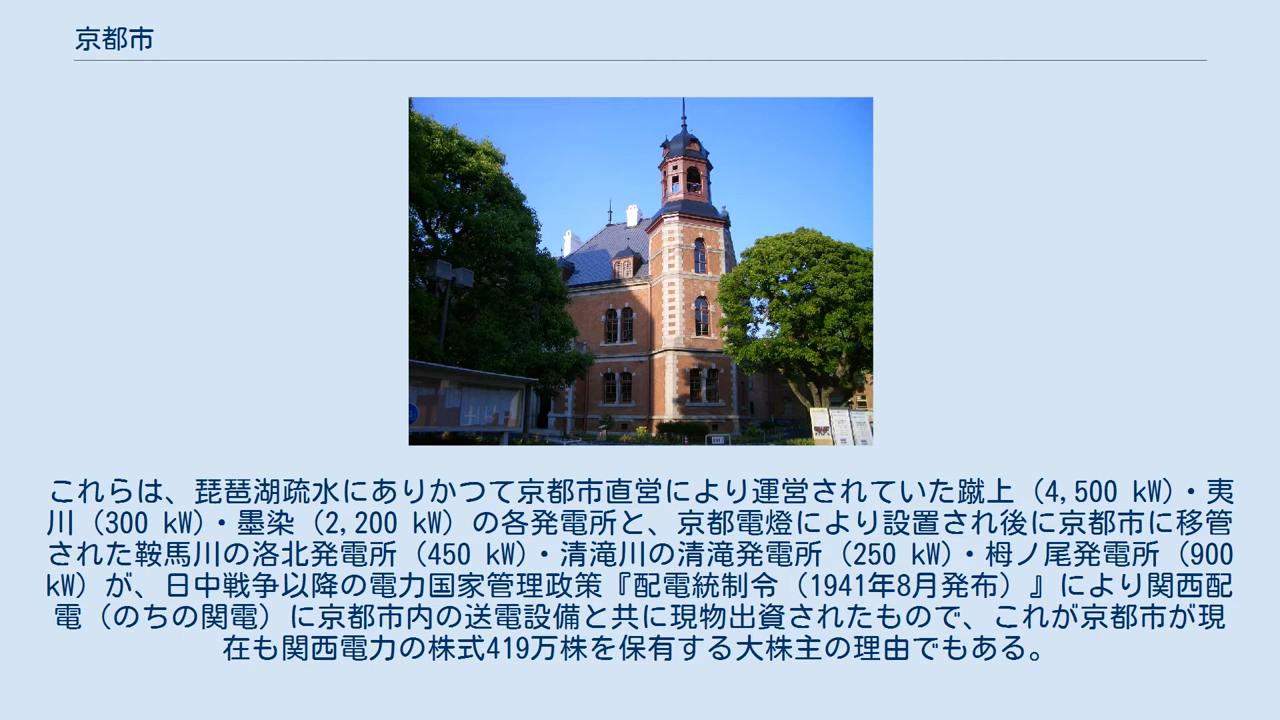 京都市
これらは、琵琶湖疏水にありかつて京都市直営により運営されていた蹴上（4,500 kW）・夷
川（300 kW）・墨染（2,200 kW）の各発電所と、京都電燈により設置され後に京都市に移管
された鞍馬川の洛北発電所（450 kW）・清滝川の清滝発電所（250 kW）・栂ノ尾発電所（900
kW）が、日中戦争以降の電力国家管理政策『配電統制令（1941年8月発布）』により関西配
電（のちの関電）に京都市内の送電設備と共に現物出資されたもので、これが京都市が現
在も関西電力の株式419万株を保有する大株主の理由でもある。